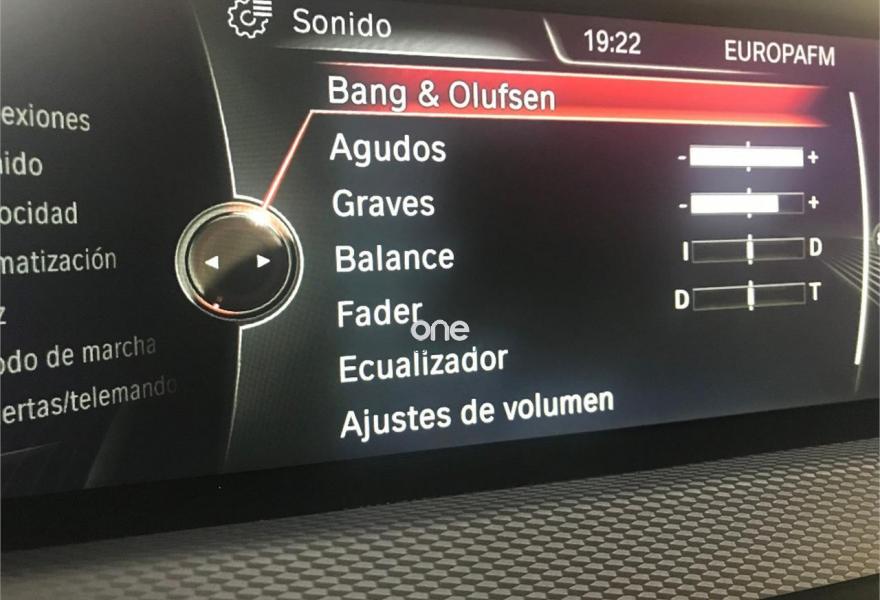 Sonido
19:22
EUROPAFM
Bang & Olufsen
Agudos
- +
Graves
- +
Balance
I D
Fader
D T
Ecualizador
Ajustes de volumen
exiones
ido
ocidad
matización
z
odo de marcha
ertas/telemando
one